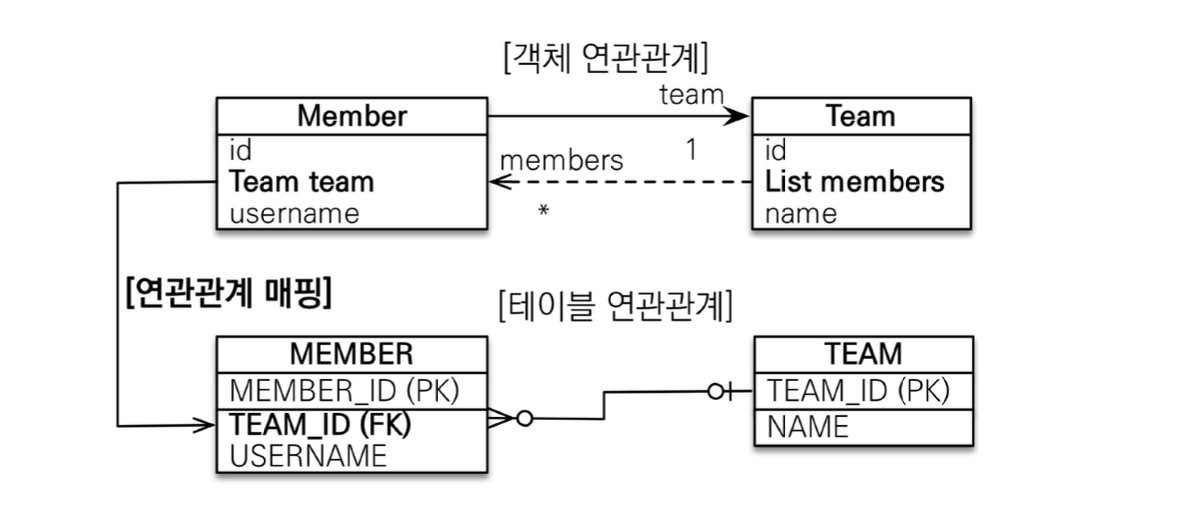 [객체 연관관계]
Member
id
Team team
username
team
1
members
*
Team
id
List members
name
[연관관계 매핑]
[테이블 연관관계]
MEMBER
MEMBER_ID (PK)
TEAM_ID (FK)
USERNAME
TEAM
TEAM_ID (PK)
NAME